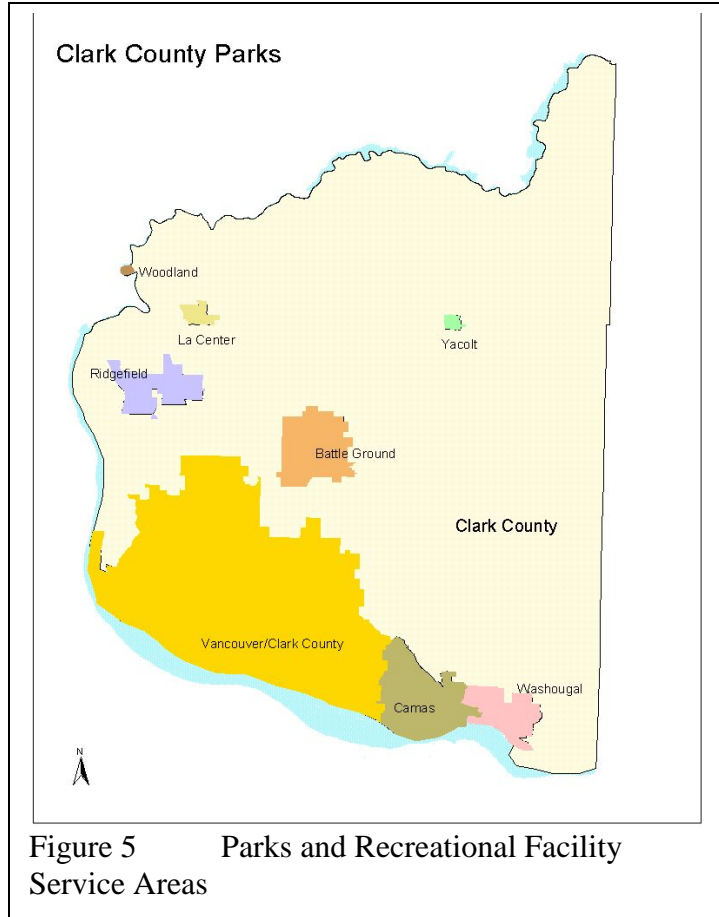 Clark County Parks
Woodland
La Center
Yacolt
Ridgefield
Battle Ground
Clark County
Vancouver/Clark County
Washougal
Camas
N
Figure 5 Parks and Recreational Facility
Service Areas